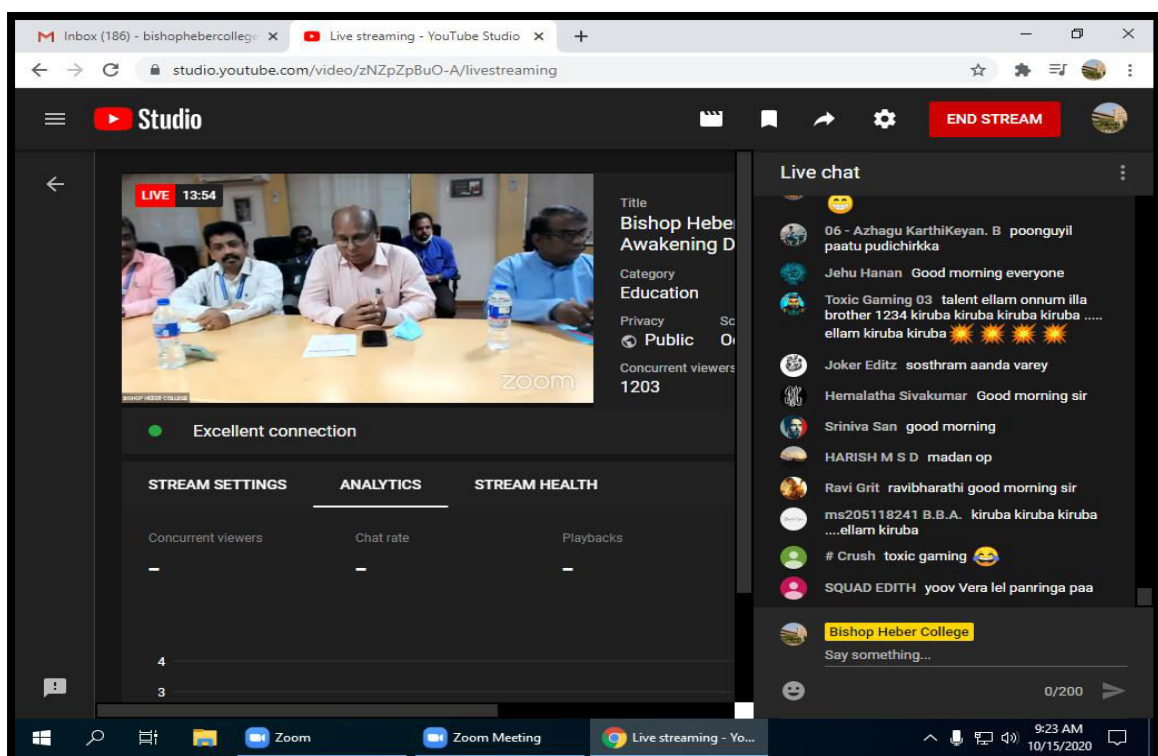 Inbox (186) - bishophebercollege
Live streaming - YouTube Studio
studio.youtube.com/video/zNZpZpBuO-A/livestreaming
Studio
END STREAM
LIVE 13:54
zoom
BISHOP HEBER COLLEGE
Title
Bishop Hebe
Awakening D
Category
Education
Privacy Sc
Public O
Concurrent viewers
1203
Excellent connection
STREAM SETTINGS ANALYTICS STREAM HEALTH
Concurrent viewers Chat rate Playbacks
– – –
4
3
Live chat
06 - Azhagu KarthiKeyan. B poonguyil
paatu pudichirkka
Jehu Hanan Good morning everyone
Toxic Gaming 03 talent ellam onnum illa
brother 1234 kiruba kiruba kiruba kiruba .....
ellam kiruba kiruba 💥 💥 💥 💥
Joker Editz sosthram aanda varey
Hemalatha Sivakumar Good morning sir
Sriniva San good morning
HARISH M S D madan op
Ravi Grit ravibharathi good morning sir
ms205118241 B.B.A. kiruba kiruba kiruba
....ellam kiruba
# Crush toxic gaming 😂
SQUAD EDITH yoov Vera lel panringa paa
Bishop Heber College
Say something...
0/200
Zoom
Zoom Meeting
Live streaming - Yo...
9:23 AM
10/15/2020